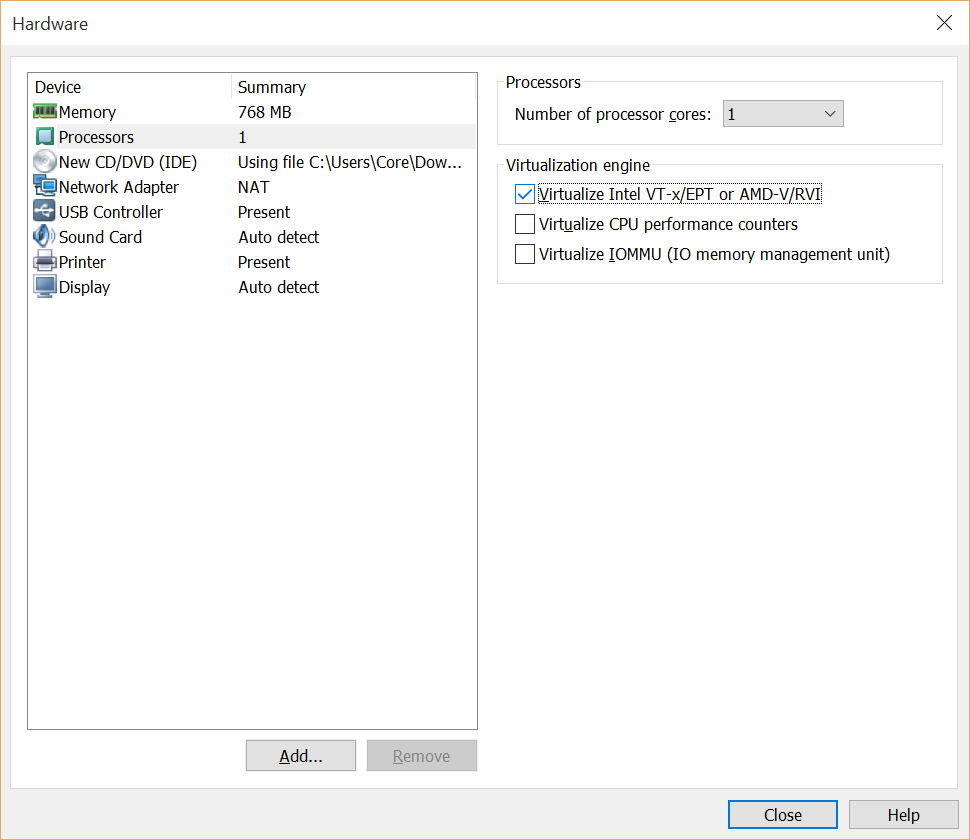 Hardware
Device Summary
Memory 768 MB
Processors 1
New CD/DVD (IDE) Using file C:\Users\Core\Dow...
Network Adapter NAT
USB Controller Present
Sound Card Auto detect
Printer Present
Display Auto detect
Add... Remove
Processors
Number of processor cores: 1
Virtualization engine
Virtualize Intel VT-x/EPT or AMD-V/RVI
Virtualize CPU performance counters
Virtualize IOMMU (IO memory management unit)
Close Help